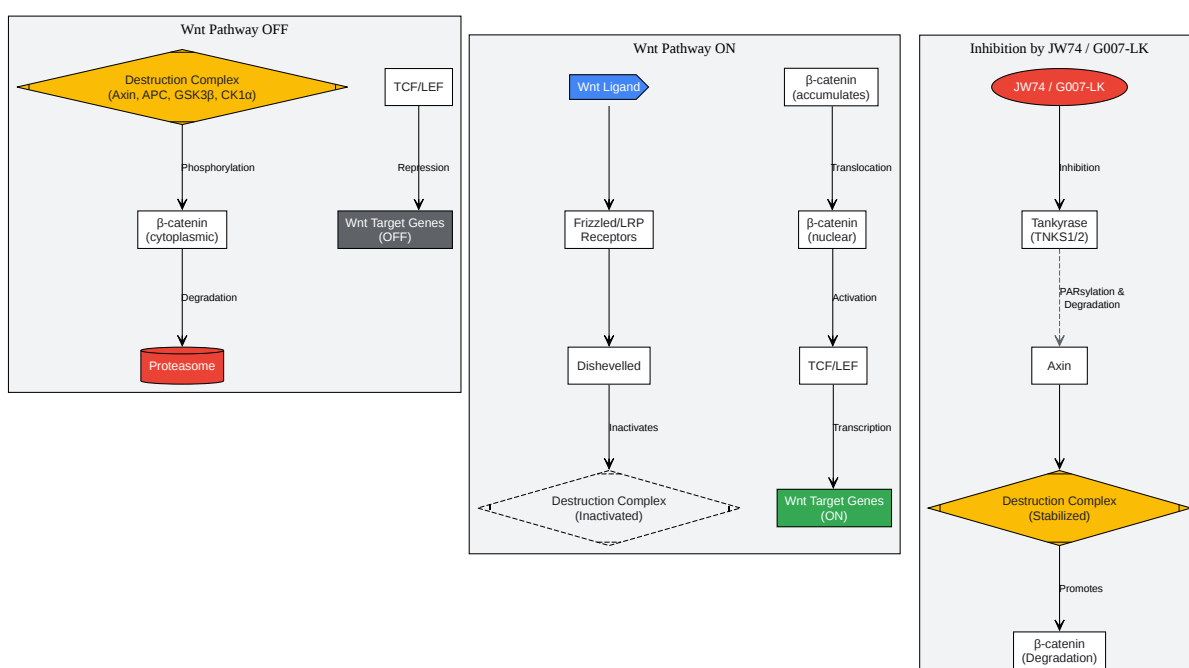 Wnt Pathway OFF
Destruction Complex
(Axin, APC, GSK3β, CK1α)
TCF/LEF
Phosphorylation
Repression
β-catenin
(cytoplasmic)
Wnt Target Genes
(OFF)
Degradation
Proteasome
Wnt Pathway ON
Wnt Ligand
β-catenin
(accumulates)
Translocation
Frizzled/LRP
Receptors
β-catenin
(nuclear)
Activation
Dishevelled
TCF/LEF
Inactivates
Transcription
Destruction Complex
(Inactivated)
Wnt Target Genes
(ON)
Inhibition by JW74 / G007-LK
JW74 / G007-LK
Inhibition
Tankyrase
(TNKS1/2)
PARsylation &
Degradation
Axin
Destruction Complex
(Stabilized)
Promotes
β-catenin
(Degradation)